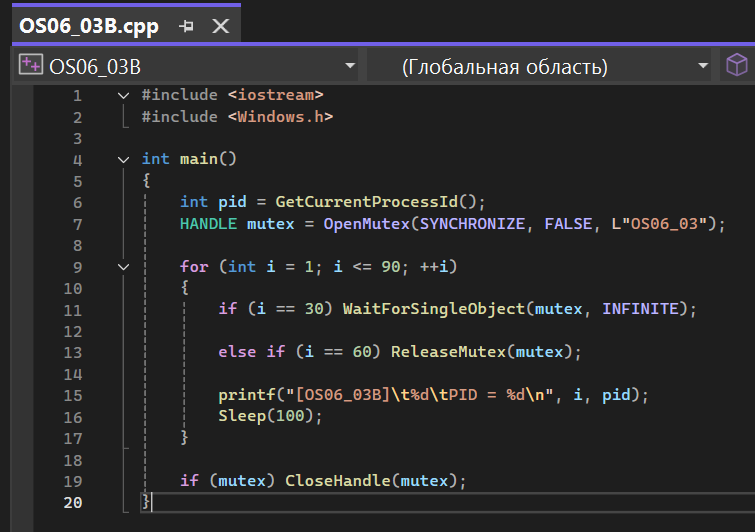 OS06_03B.cpp
OS06_03B (Глобальная область)
1 #include <iostream>
2 #include <Windows.h>
3
4 int main()
5 {
6 int pid = GetCurrentProcessId();
7 HANDLE mutex = OpenMutex(SYNCHRONIZE, FALSE, L"OS06_03");
8
9 for (int i = 1; i <= 90; ++i)
10 {
11 if (i == 30) WaitForSingleObject(mutex, INFINITE);
12
13 else if (i == 60) ReleaseMutex(mutex);
14
15 printf("[OS06_03B]\t%d\tPID = %d\n", i, pid);
16 Sleep(100);
17 }
18
19 if (mutex) CloseHandle(mutex);
20 }